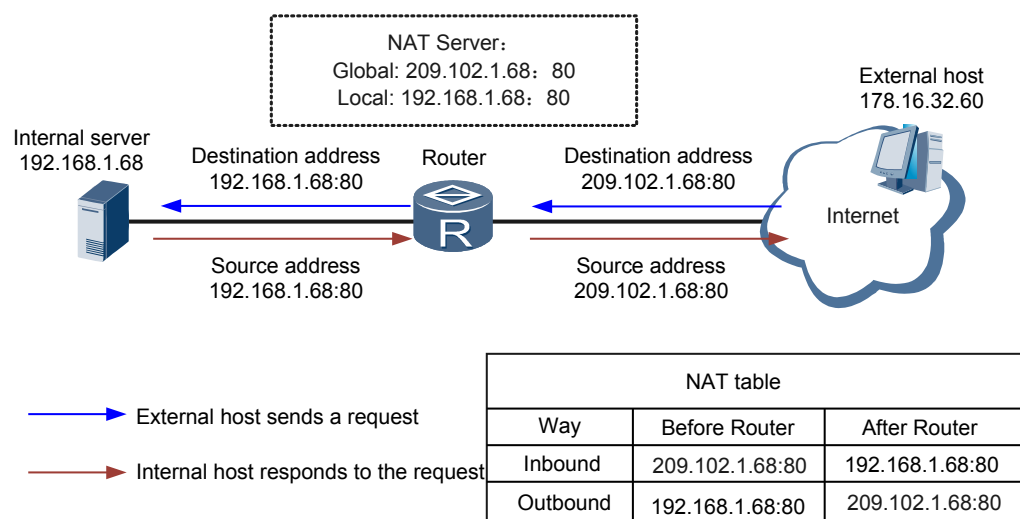 NAT Server：
Global: 209.102.1.68：80
Local: 192.168.1.68：80
External host
178.16.32.60
Internal server
192.168.1.68
Destination address
192.168.1.68:80
Router
Destination address
209.102.1.68:80
R
Internet
Source address
192.168.1.68:80
Source address
209.102.1.68:80
External host sends a request
Internal host responds to the request
NAT table
Way Before Router After Router
Inbound 209.102.1.68:80 192.168.1.68:80
Outbound 192.168.1.68:80 209.102.1.68:80